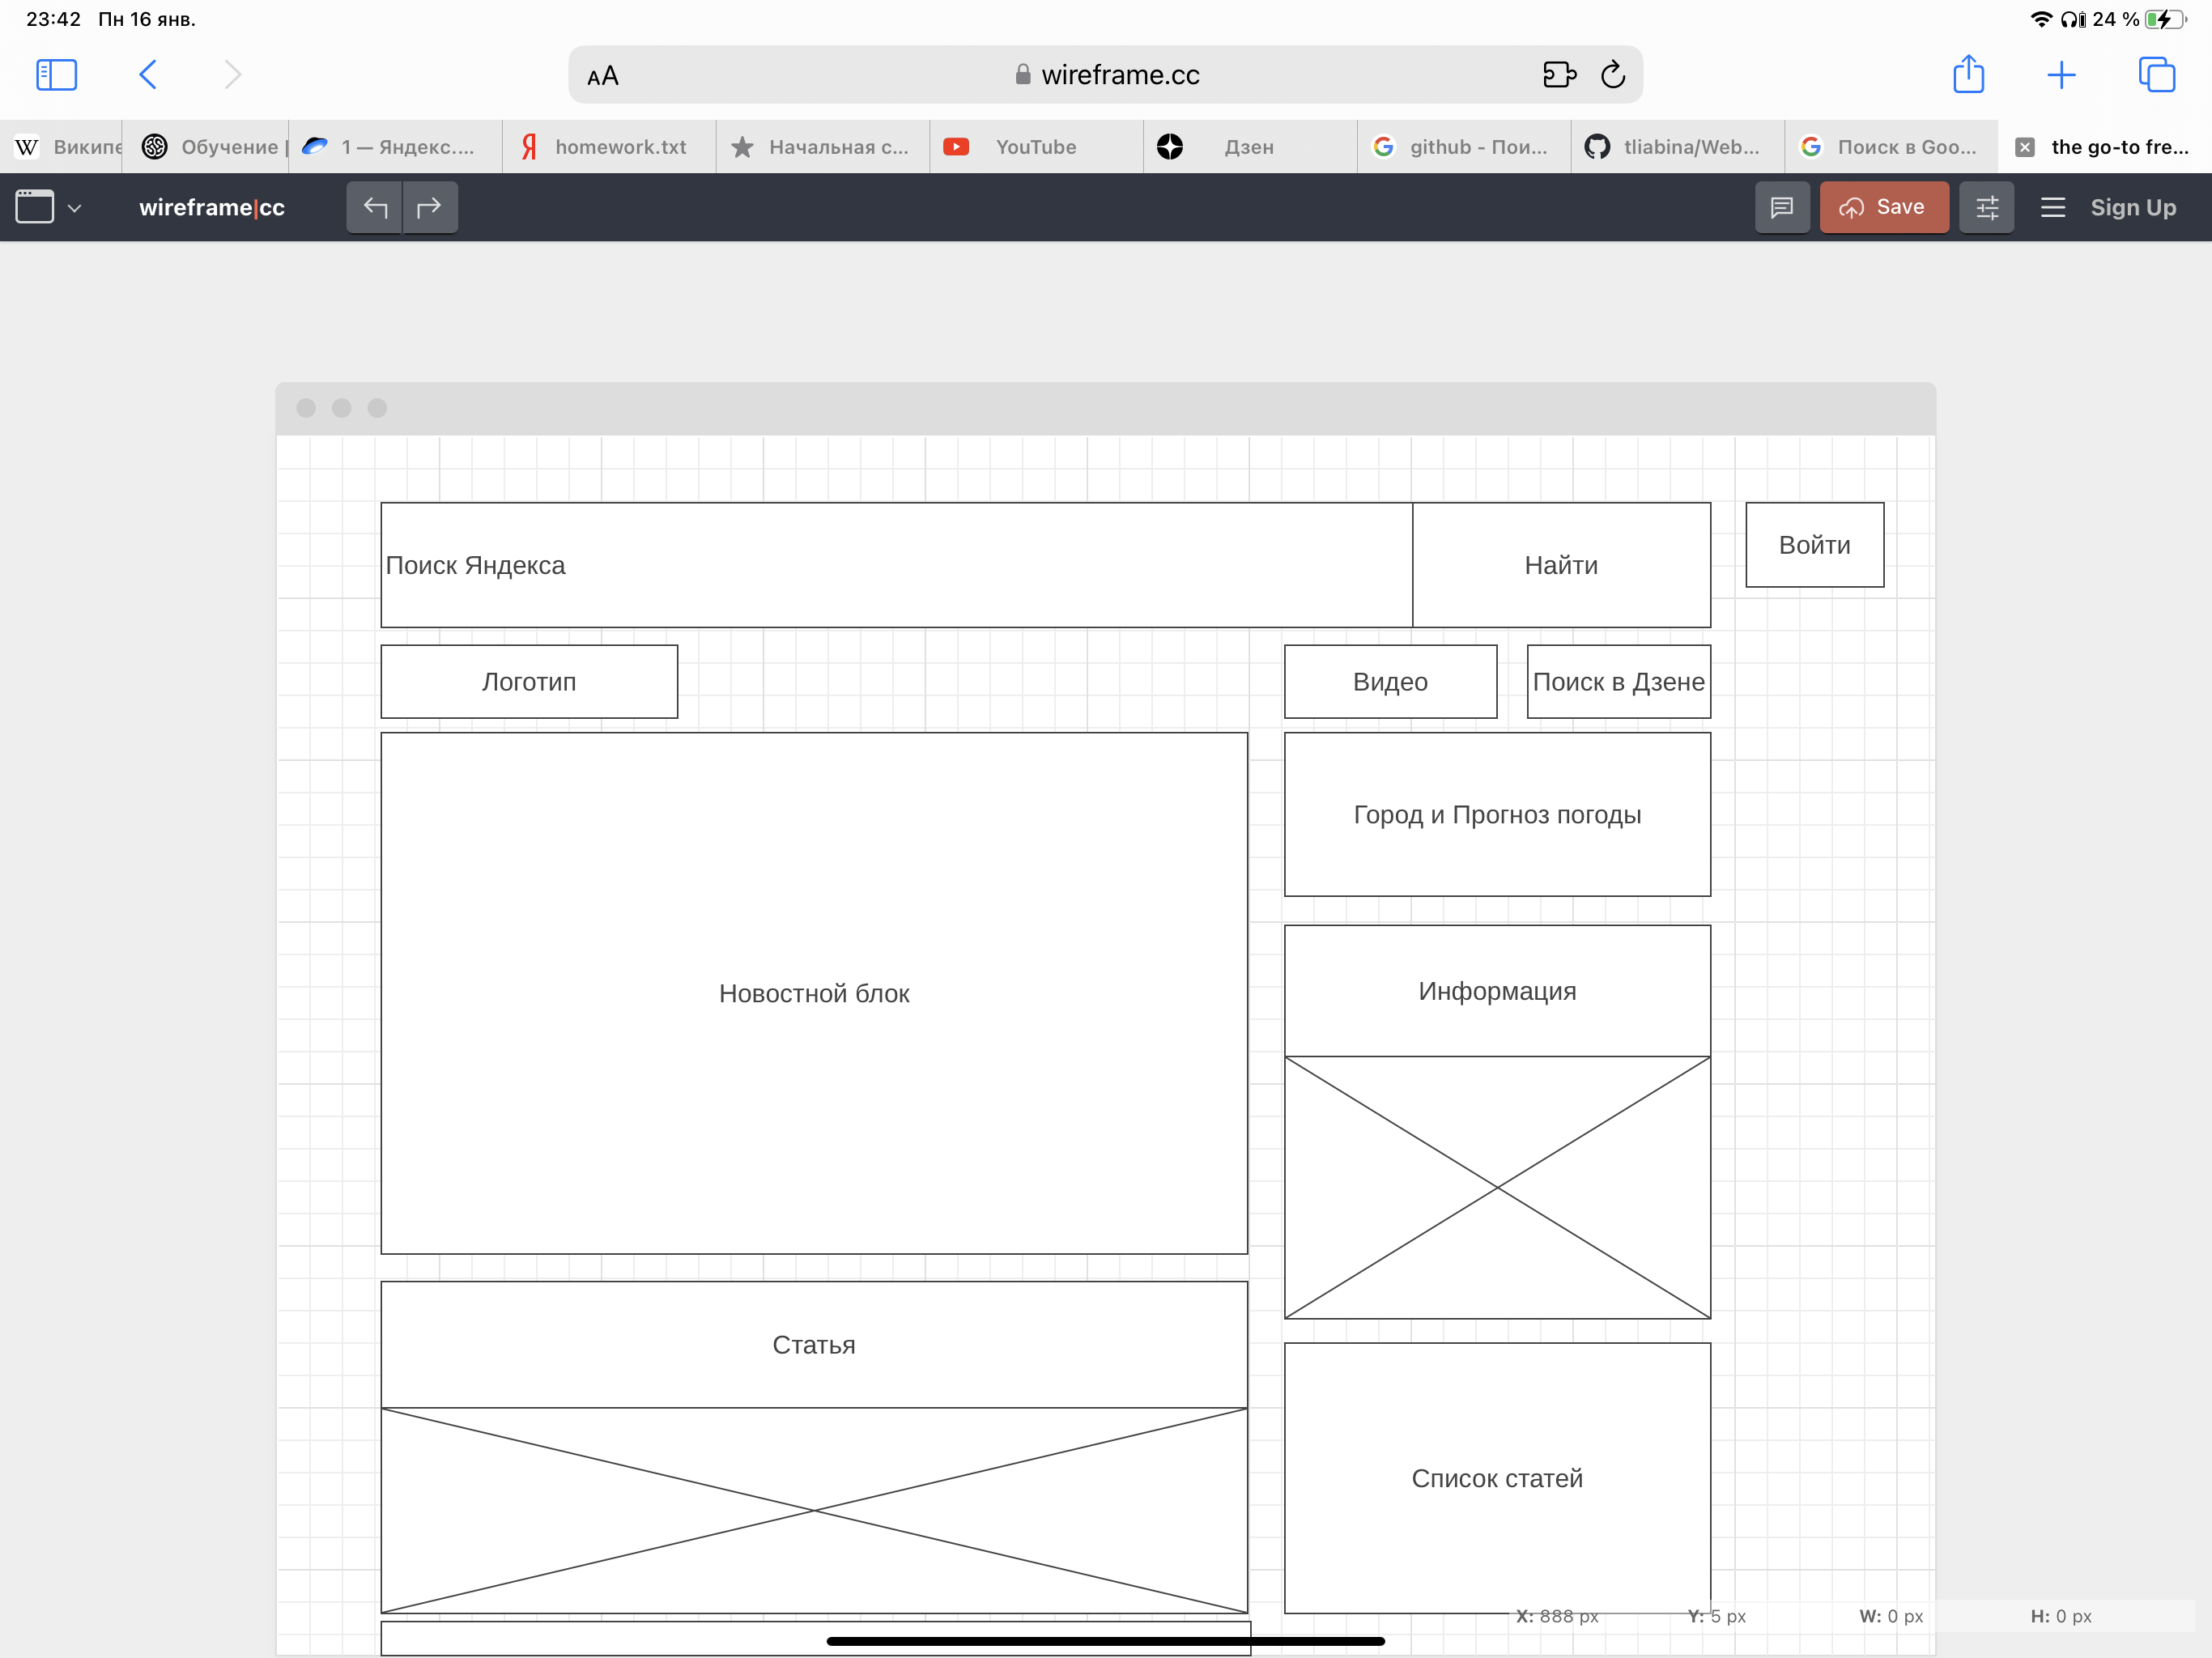 23:42 Пн 16 янв.
24 %
AA
wireframe.cc
W Википе
Обучение
1 — Яндекс....
Я homework.txt
Начальная с...
YouTube
Дзен
G github - Пои...
tliabina/Web...
G Поиск в Goo...
the go-to fre...
wireframe|cc
Save
Sign Up
Поиск Яндекса
Найти
Войти
Логотип
Видео
Поиск в Дзене
Город и Прогноз погоды
Новостной блок
Информация
Статья
Список статей
X: 888 px Y: 5 px W: 0 px H: 0 px